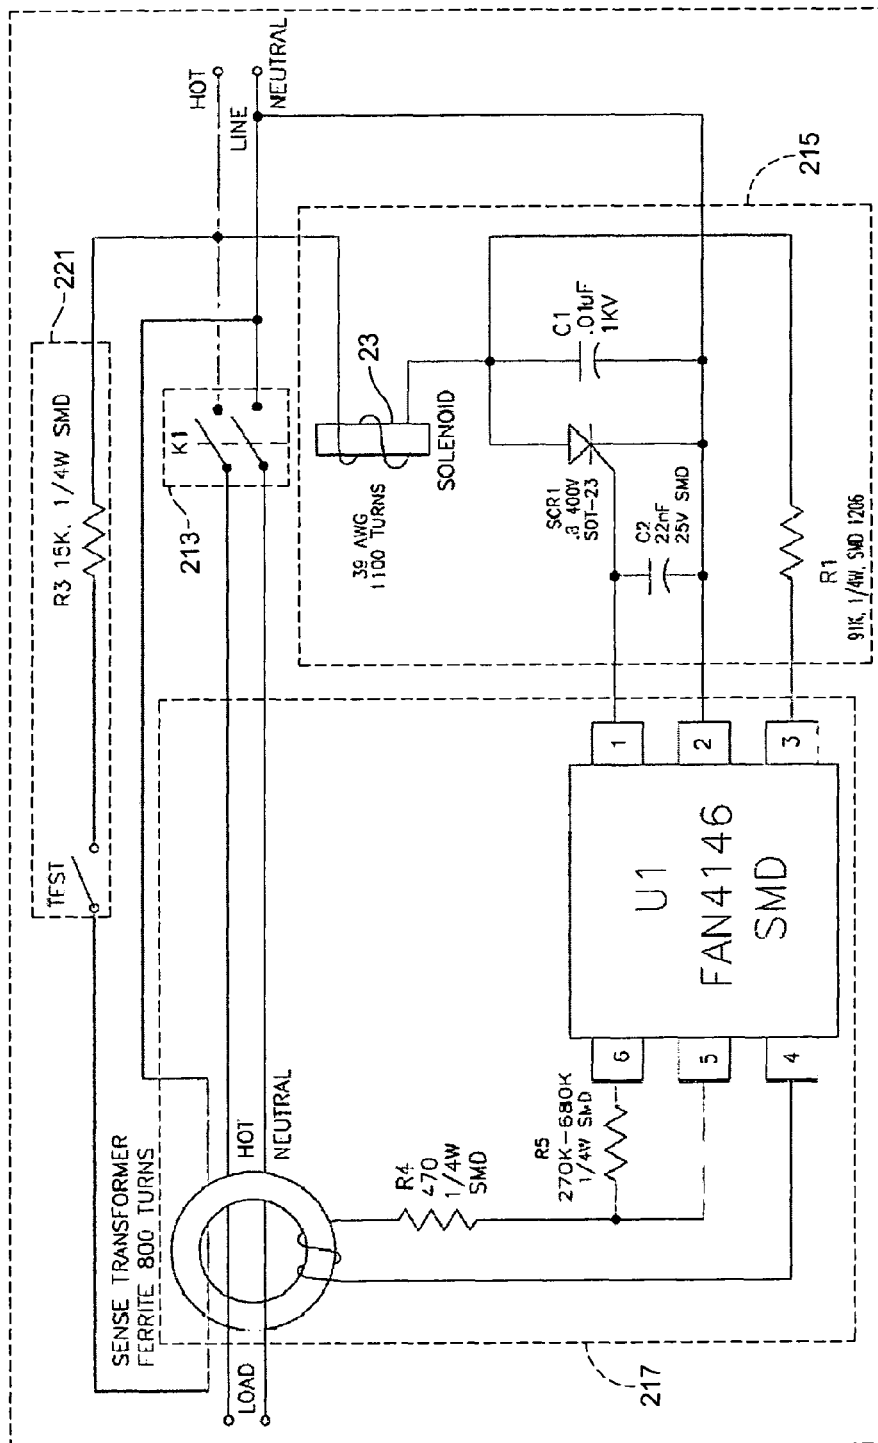 HOT
NEUTRAL
LINE
215
221
R3 15K, 1/4W SMD
TEST
K1
213
23
SOLENOID
39 AWG
1100 TURNS
C1
.01uF
1KV
SCR1
.8 400V
SOT-23
C2
22nF
25V SMD
R1
91K, 1/4W, SMD 1206
SENSE TRANSFORMER
FERRITE 800 TURNS
HOT
NEUTRAL
LOAD
R4
470
1/4W
SMD
R5
270K-680K
1/4W SMD
U1
FAN4146
SMD
1
2
3
6
5
4
217